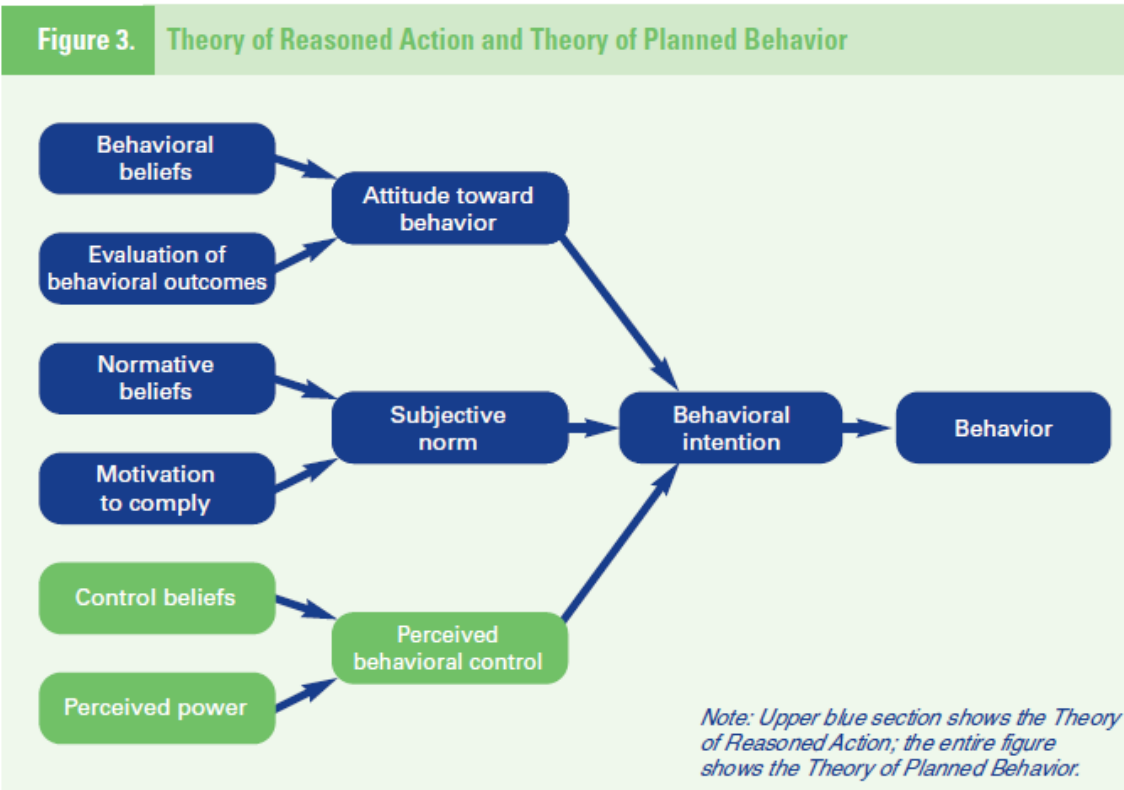 Figure 3. Theory of Reasoned Action and Theory of Planned Behavior
Behavioral
beliefs
Attitude toward
behavior
Evaluation of
behavioral outcomes
Normative
beliefs
Subjective
norm
Behavioral
intention
Behavior
Motivation
to comply
Control beliefs
Perceived
behavioral control
Perceived power
Note: Upper blue section shows the Theory
of Reasoned Action; the entire figure
shows the Theory of Planned Behavior.